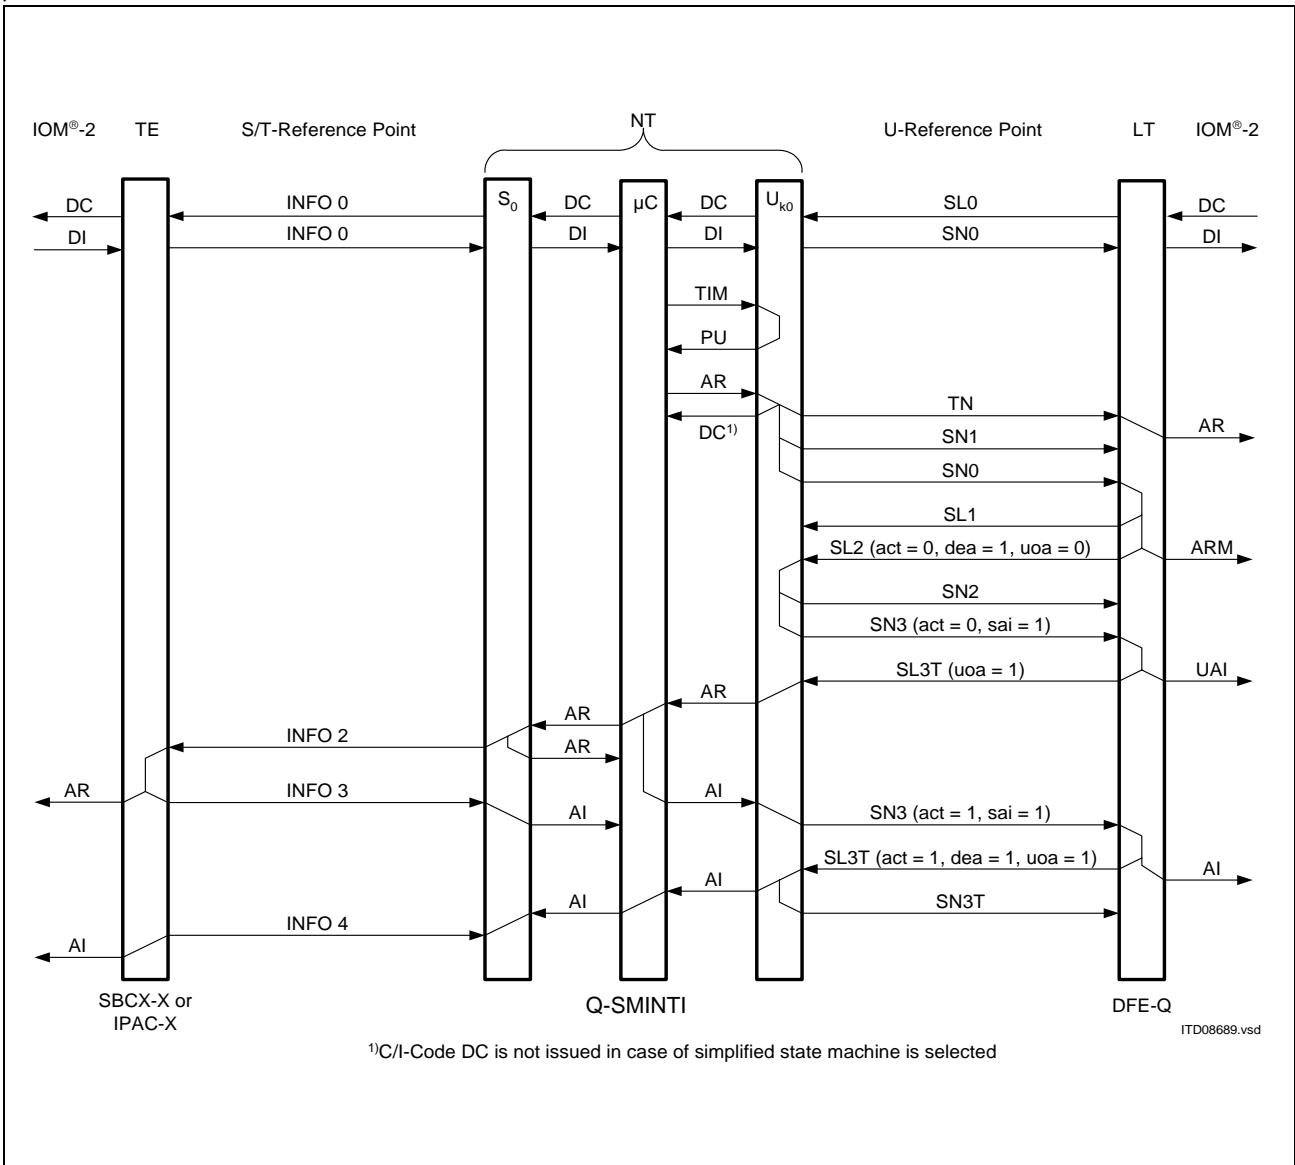 NT
IOM®-2 TE S/T-Reference Point U-Reference Point LT IOM®-2
S0 µC Uk0
DC INFO 0 DC DC SL0 DC
DI INFO 0 DI DI SN0 DI
TIM
PU
AR
TN
DC1)
AR
SN1
SN0
SL1
SL2 (act = 0, dea = 1, uoa = 0) ARM
SN2
SN3 (act = 0, sai = 1)
SL3T (uoa = 1) UAI
AR
AR
INFO 2
AR
AR INFO 3 AI
AI SN3 (act = 1, sai = 1)
SL3T (act = 1, dea = 1, uoa = 1)
AI AI
AI SN3T
INFO 4
AI
SBCX-X or
IPAC-X
Q-SMINTI
DFE-Q
ITD08689.vsd
1)C/I-Code DC is not issued in case of simplified state machine is selected